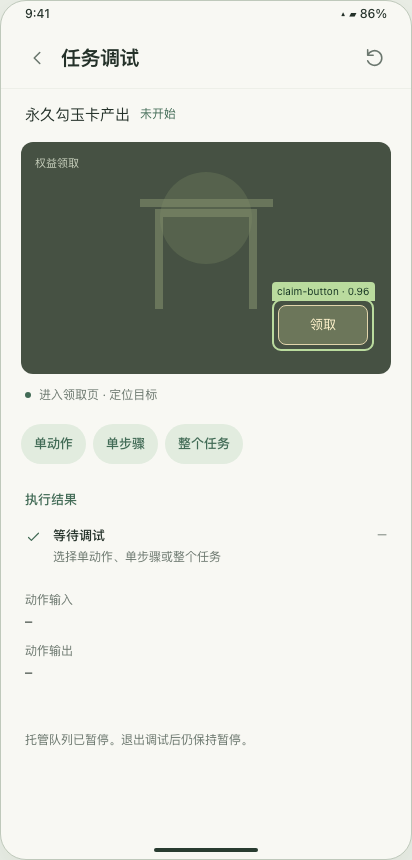 9:41
86%
任务调试
永久勾玉卡产出 未开始
权益领取
claim-button · 0.96
领取
进入领取页 · 定位目标
单动作 单步骤 整个任务
执行结果
等待调试 —
选择单动作、单步骤或整个任务
动作输入
—
动作输出
—
托管队列已暂停。退出调试后仍保持暂停。